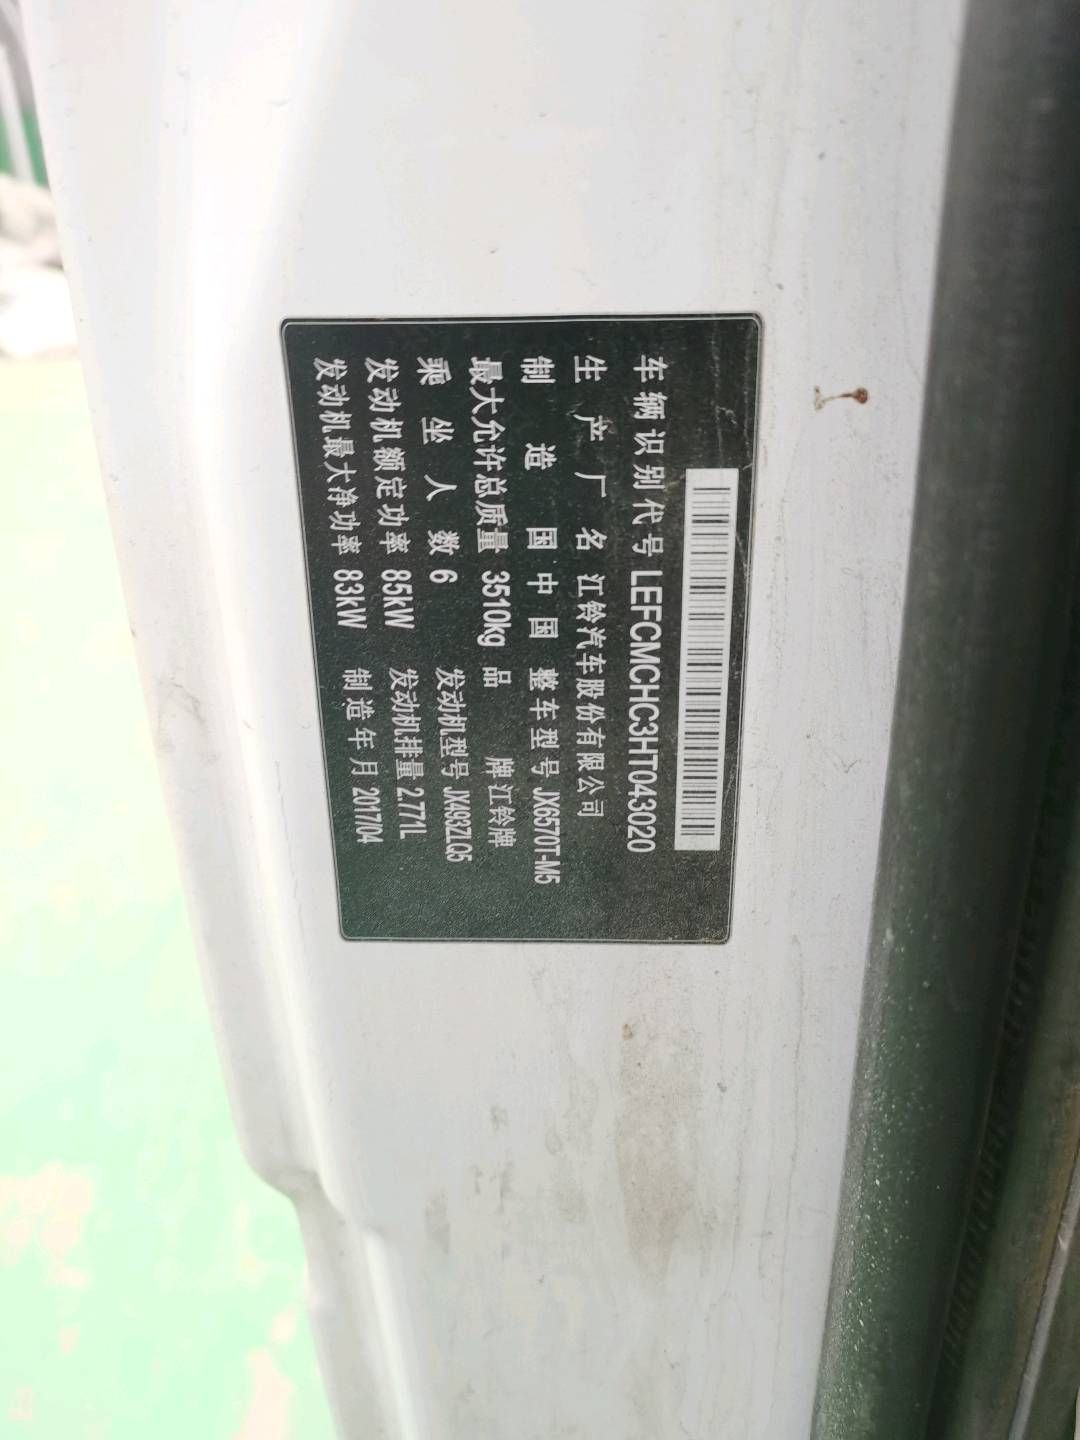 车辆识别代号 LEFCMCHC3HT043020
生产厂名 江铃汽车股份有限公司
制造国 中国 整车型号 JX6570T-M5
最大允许总质量 3510kg 品牌 江铃牌
乘坐人数 6 发动机型号 JX493ZLQ5
发动机额定功率 85kW 发动机排量 2.771L
发动机最大净功率 83kW 制造年月 2017/04